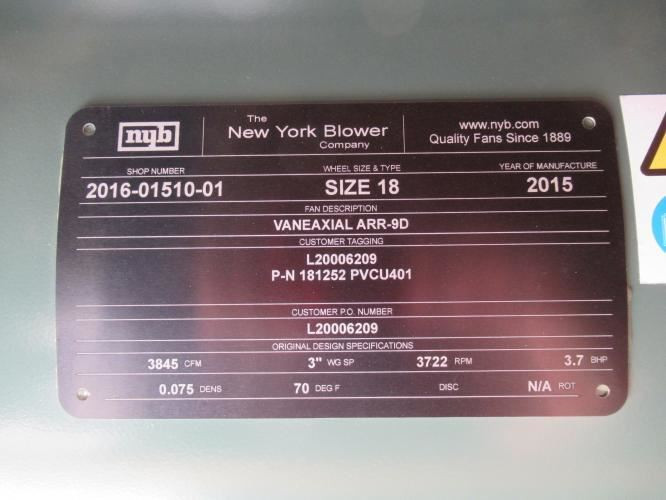 nyb
The
New York Blower
Company
www.nyb.com
Quality Fans Since 1889
SHOP NUMBER
2016-01510-01
WHEEL SIZE & TYPE
SIZE 18
YEAR OF MANUFACTURE
2015
FAN DESCRIPTION
VANEAXIAL ARR-9D
CUSTOMER TAGGING
L20006209
P-N 181252 PVCU401
CUSTOMER P.O. NUMBER
L20006209
ORIGINAL DESIGN SPECIFICATIONS
3845 CFM 3" WG SP 3722 RPM 3.7 BHP
0.075 DENS 70 DEG F DISC N/A ROT